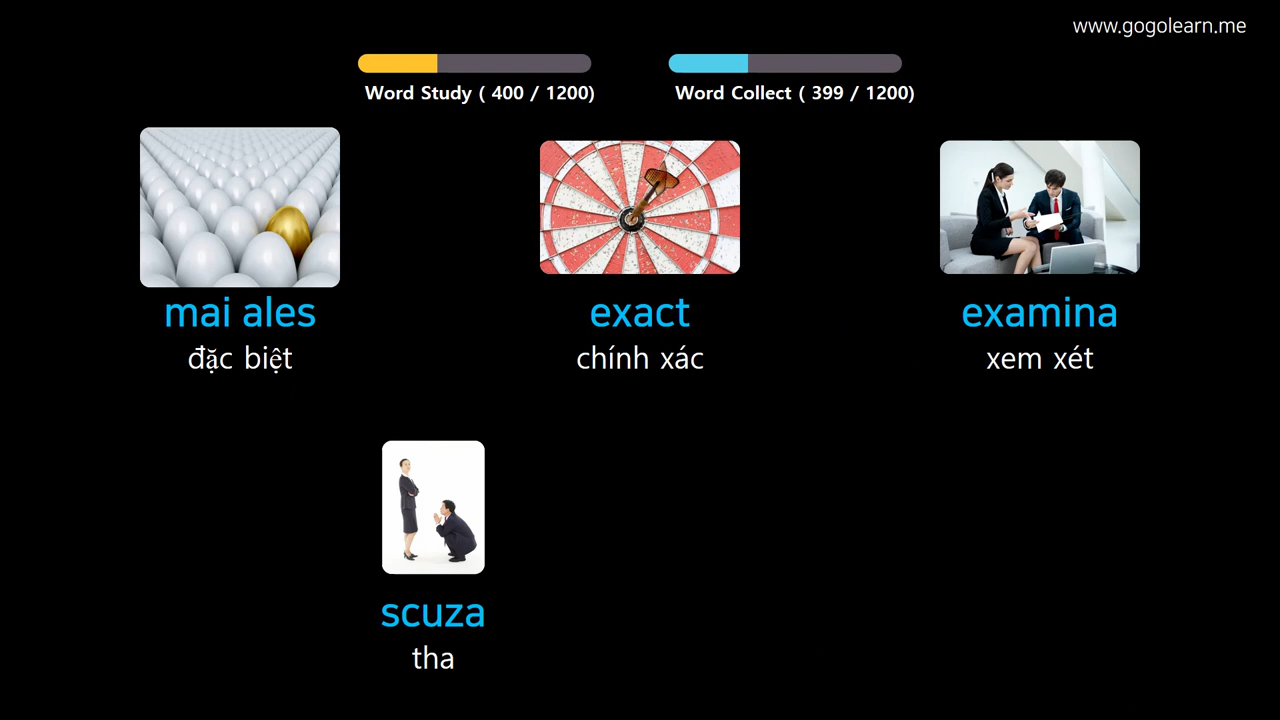 www.gogolearn.me
Word Study ( 400 / 1200)
Word Collect ( 399 / 1200)
mai ales
đặc biệt
exact
chính xác
examina
xem xét
scuza
tha